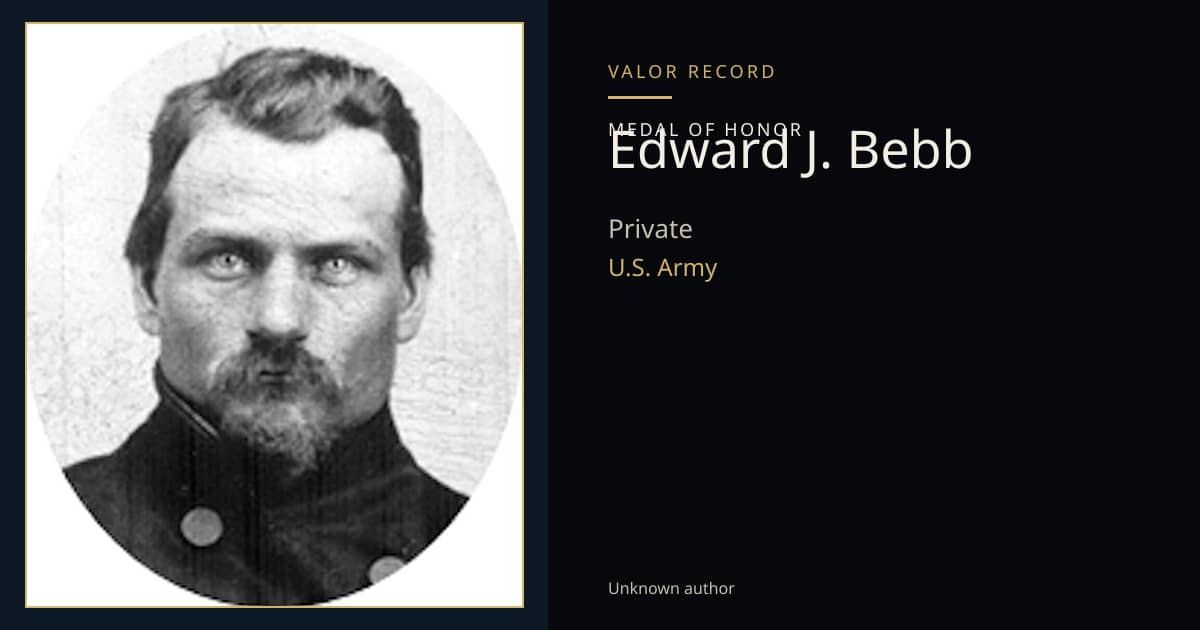 VALOR RECORD
MEDAL OF HONOR
Edward J. Bebb
Private
U.S. Army
Unknown author